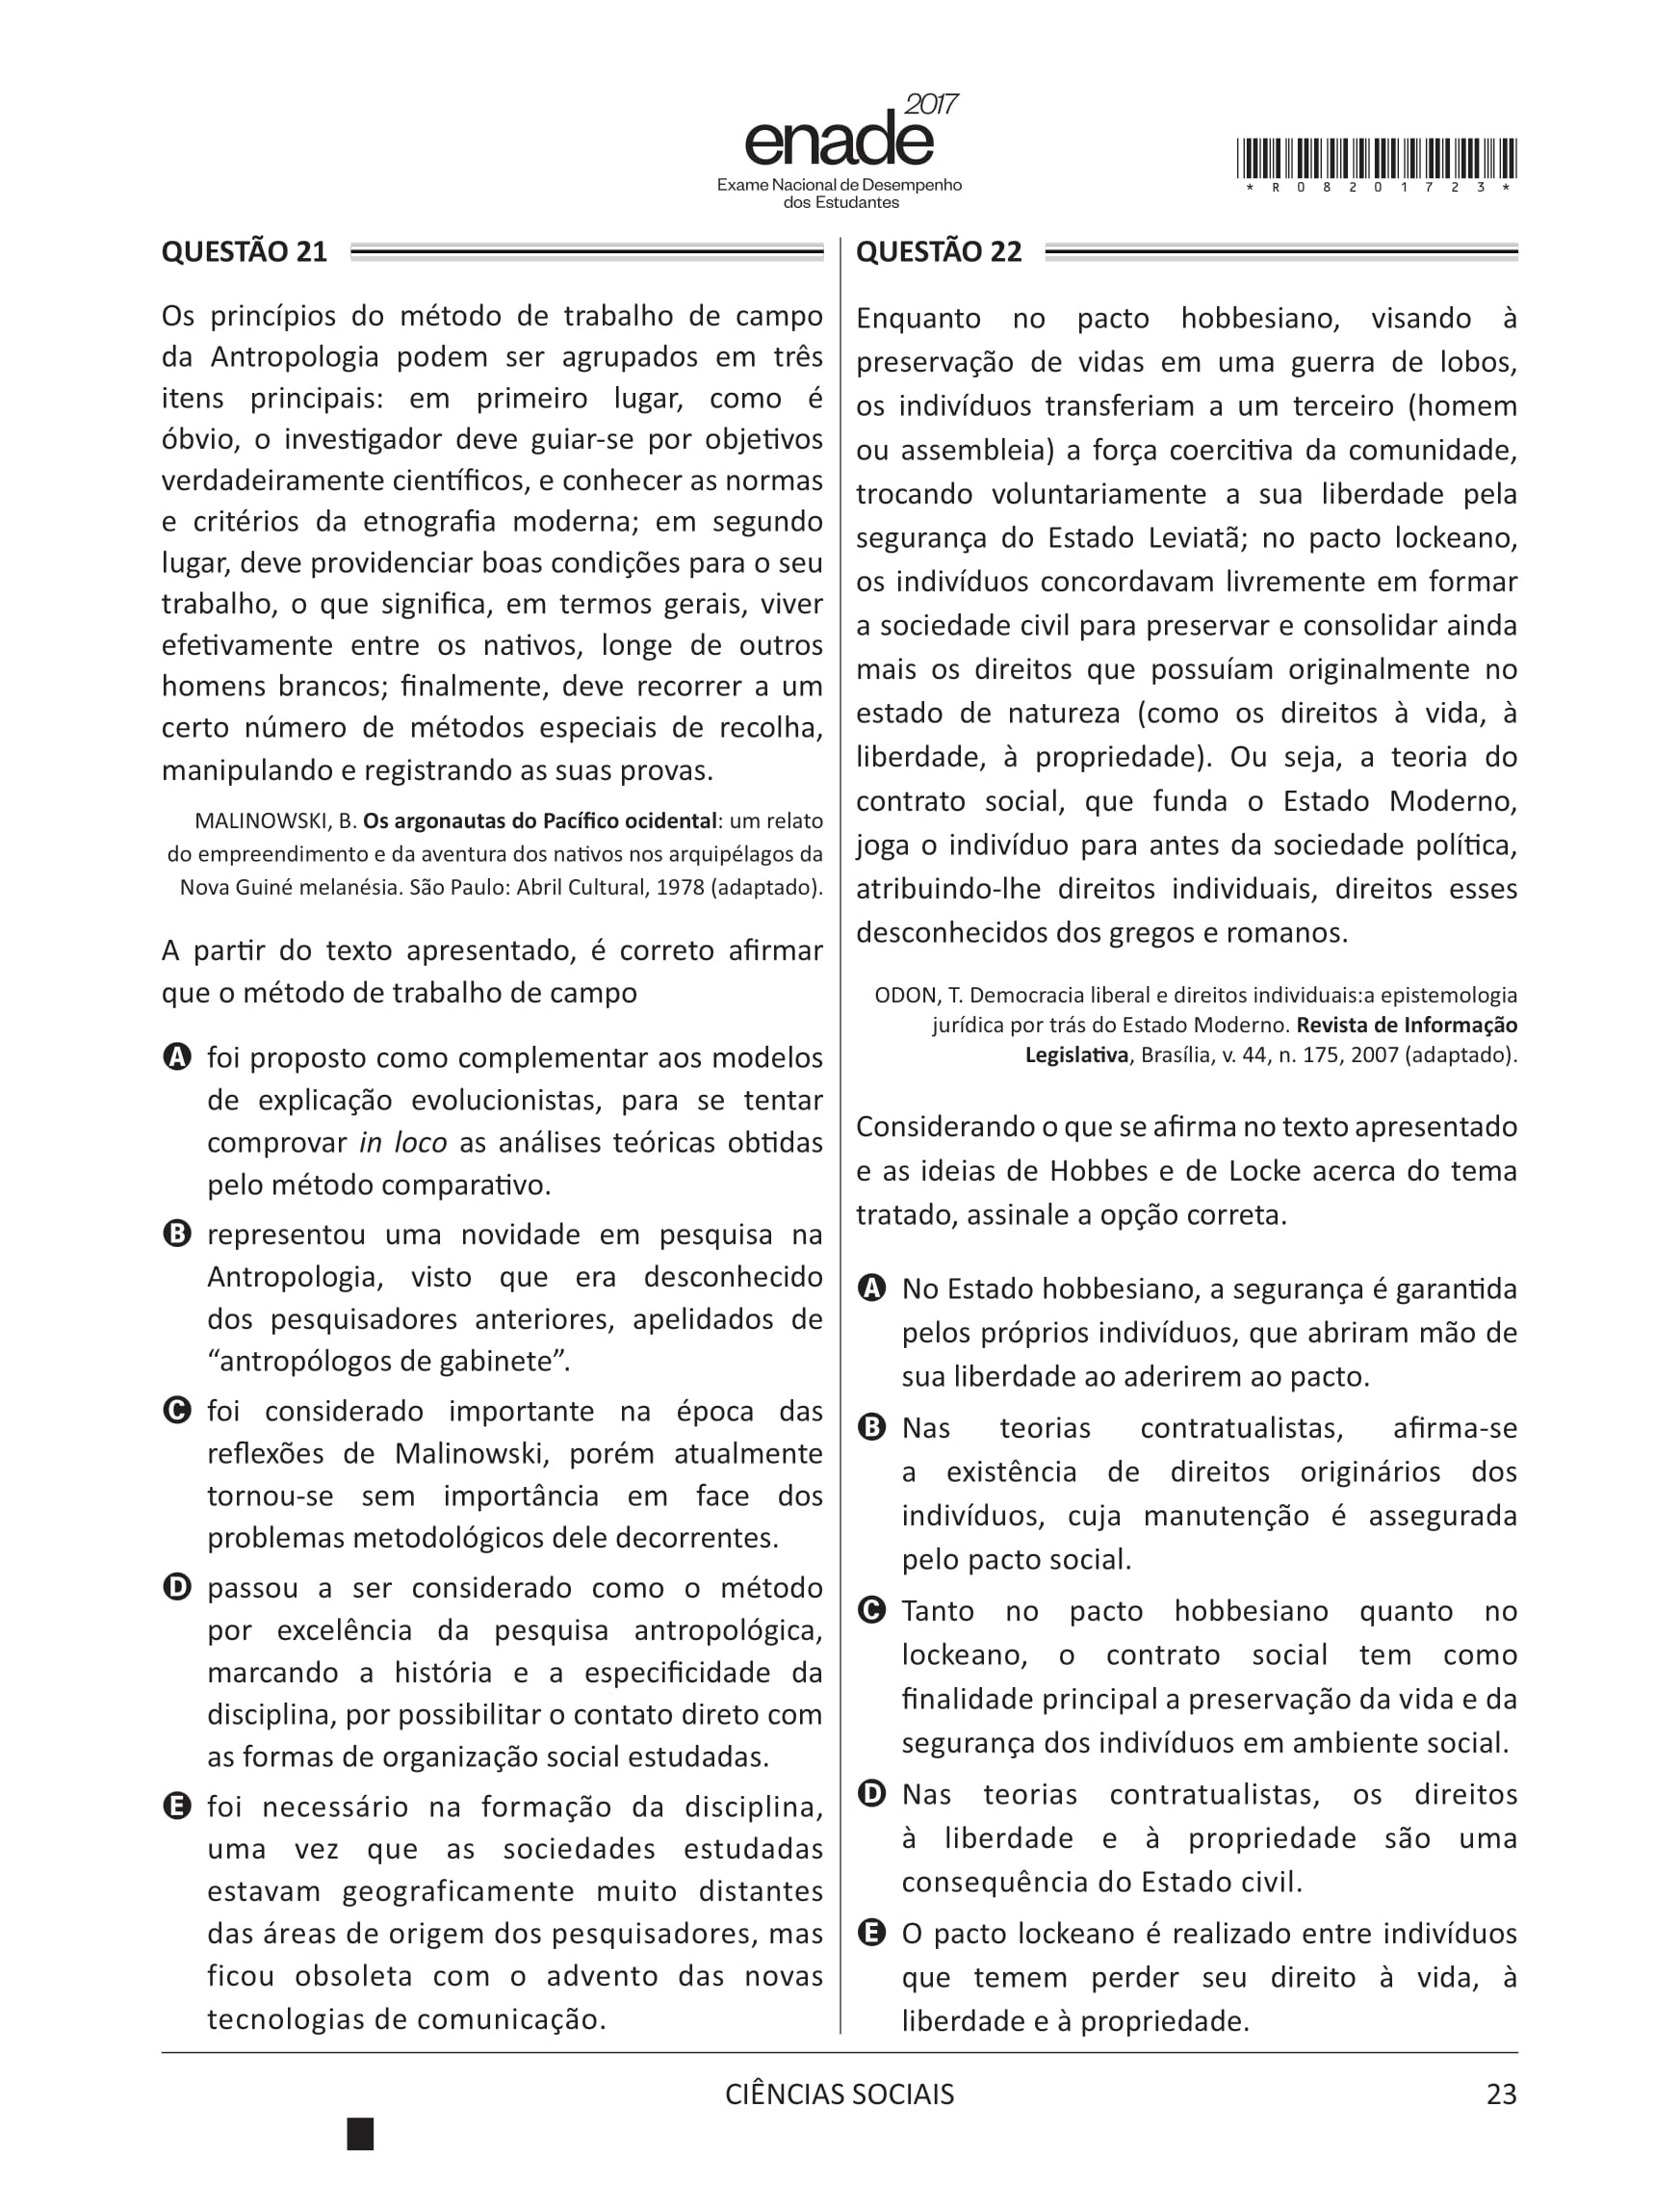 2017
enade
Exame Nacional de Desempenho
dos Estudantes
* R 0 8 2 0 1 7 2 3 *
QUESTÃO 21
Os princípios do método de trabalho de campo
da Antropologia podem ser agrupados em três
itens principais: em primeiro lugar, como é
óbvio, o investigador deve guiar-se por objetivos
verdadeiramente científicos, e conhecer as normas
e critérios da etnografia moderna; em segundo
lugar, deve providenciar boas condições para o seu
trabalho, o que significa, em termos gerais, viver
efetivamente entre os nativos, longe de outros
homens brancos; finalmente, deve recorrer a um
certo número de métodos especiais de recolha,
manipulando e registrando as suas provas.
MALINOWSKI, B. Os argonautas do Pacífico ocidental: um relato
do empreendimento e da aventura dos nativos nos arquipélagos da
Nova Guiné melanésia. São Paulo: Abril Cultural, 1978 (adaptado).
A partir do texto apresentado, é correto afirmar
que o método de trabalho de campo
A foi proposto como complementar aos modelos
de explicação evolucionistas, para se tentar
comprovar in loco as análises teóricas obtidas
pelo método comparativo.
B representou uma novidade em pesquisa na
Antropologia, visto que era desconhecido
dos pesquisadores anteriores, apelidados de
“antropólogos de gabinete”.
C foi considerado importante na época das
reflexões de Malinowski, porém atualmente
tornou-se sem importância em face dos
problemas metodológicos dele decorrentes.
D passou a ser considerado como o método
por excelência da pesquisa antropológica,
marcando a história e a especificidade da
disciplina, por possibilitar o contato direto com
as formas de organização social estudadas.
E foi necessário na formação da disciplina,
uma vez que as sociedades estudadas
estavam geograficamente muito distantes
das áreas de origem dos pesquisadores, mas
ficou obsoleta com o advento das novas
tecnologias de comunicação.
QUESTÃO 22
Enquanto no pacto hobbesiano, visando à
preservação de vidas em uma guerra de lobos,
os indivíduos transferiam a um terceiro (homem
ou assembleia) a força coercitiva da comunidade,
trocando voluntariamente a sua liberdade pela
segurança do Estado Leviatã; no pacto lockeano,
os indivíduos concordavam livremente em formar
a sociedade civil para preservar e consolidar ainda
mais os direitos que possuíam originalmente no
estado de natureza (como os direitos à vida, à
liberdade, à propriedade). Ou seja, a teoria do
contrato social, que funda o Estado Moderno,
joga o indivíduo para antes da sociedade política,
atribuindo-lhe direitos individuais, direitos esses
desconhecidos dos gregos e romanos.
ODON, T. Democracia liberal e direitos individuais:a epistemologia
jurídica por trás do Estado Moderno. Revista de Informação
Legislativa, Brasília, v. 44, n. 175, 2007 (adaptado).
Considerando o que se afirma no texto apresentado
e as ideias de Hobbes e de Locke acerca do tema
tratado, assinale a opção correta.
A No Estado hobbesiano, a segurança é garantida
pelos próprios indivíduos, que abriram mão de
sua liberdade ao aderirem ao pacto.
B Nas teorias contratualistas, afirma-se
a existência de direitos originários dos
indivíduos, cuja manutenção é assegurada
pelo pacto social.
C Tanto no pacto hobbesiano quanto no
lockeano, o contrato social tem como
finalidade principal a preservação da vida e da
segurança dos indivíduos em ambiente social.
D Nas teorias contratualistas, os direitos
à liberdade e à propriedade são uma
consequência do Estado civil.
E O pacto lockeano é realizado entre indivíduos
que temem perder seu direito à vida, à
liberdade e à propriedade.
CIÊNCIAS SOCIAIS
23